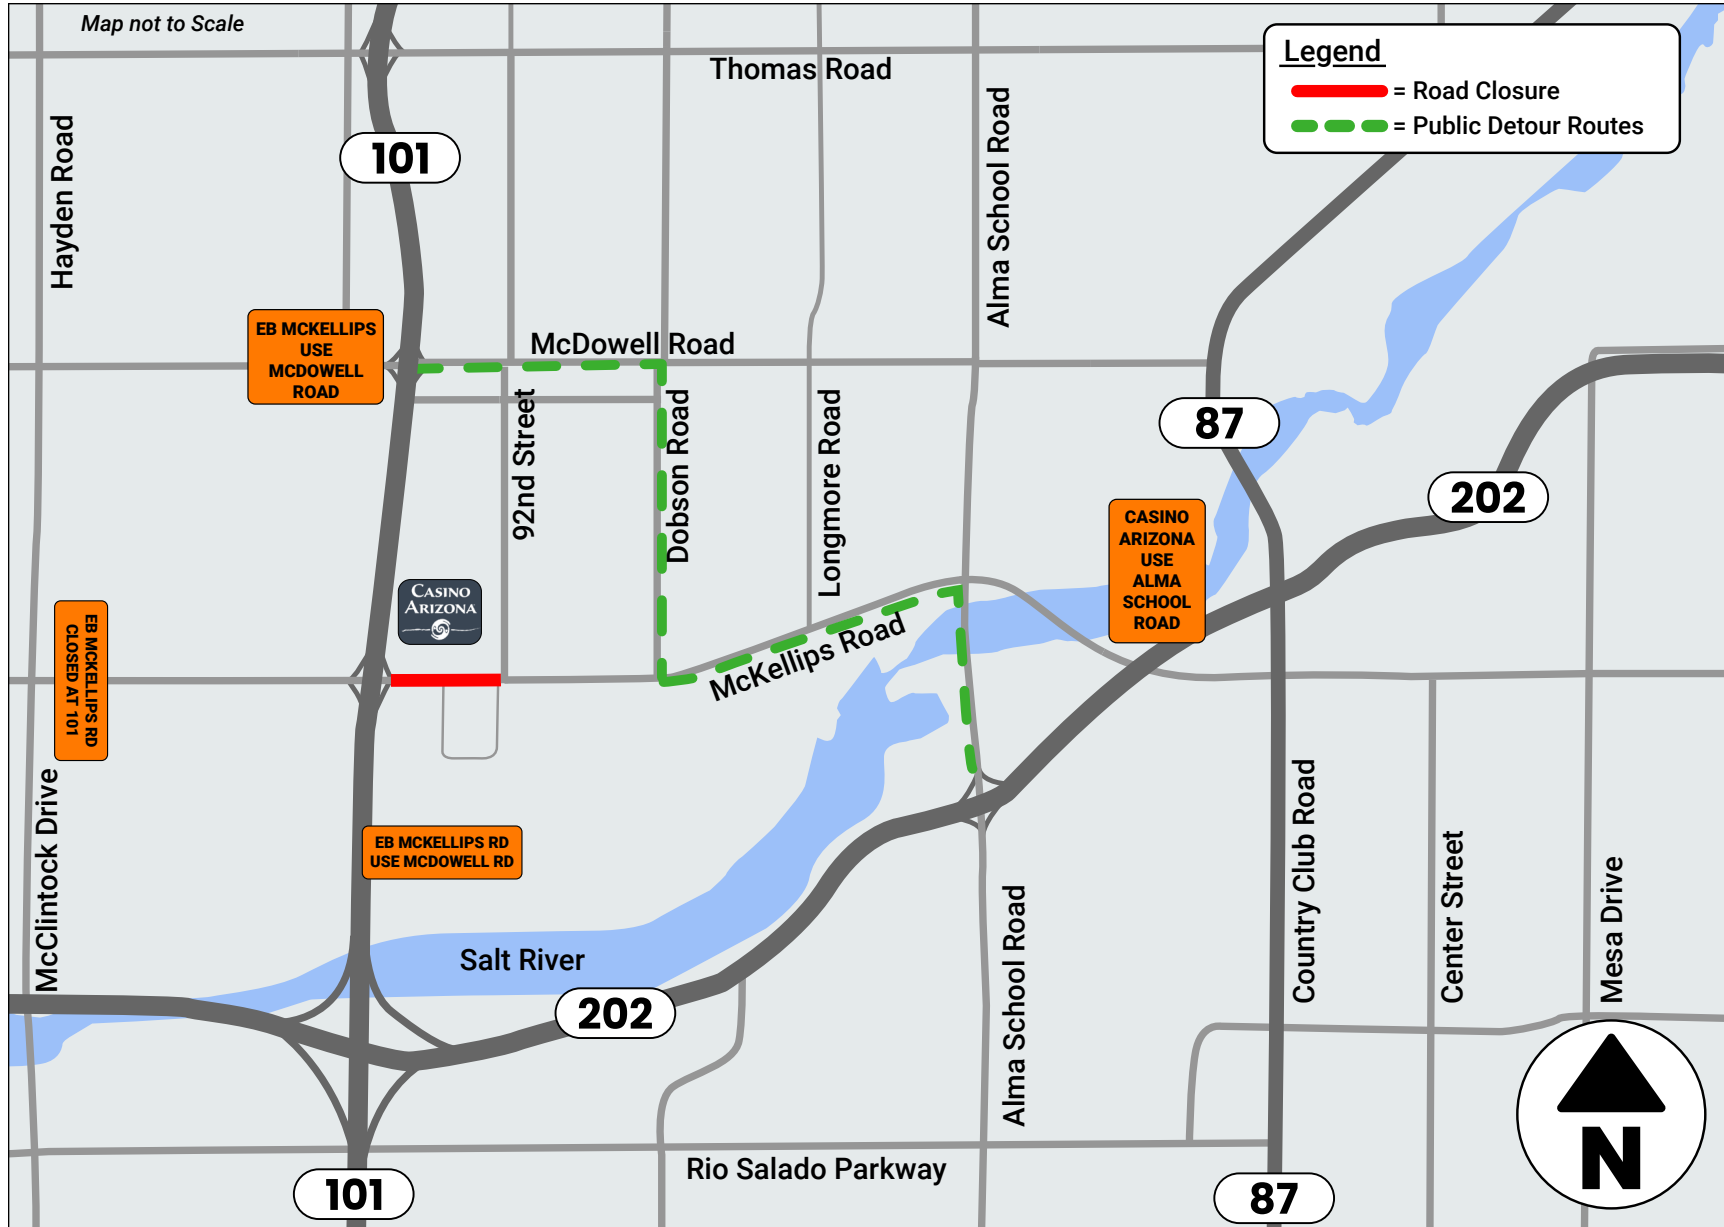 Map not to Scale
Legend
= Road Closure
= Public Detour Routes
Thomas Road
Hayden Road
101
Alma School Road
EB MCKELLIPS
USE
MCDOWELL
ROAD
McDowell Road
92nd Street
Dobson Road
Longmore Road
87
202
CASINO
ARIZONA
USE
ALMA
SCHOOL
ROAD
CASINO
ARIZONA
EB MCKELLIPS RD
CLOSED AT 101
McKellips Road
McClintock Drive
EB MCKELLIPS RD
USE MCDOWELL RD
Salt River
202
Alma School Road
Country Club Road
Center Street
Mesa Drive
Rio Salado Parkway
101
87
N